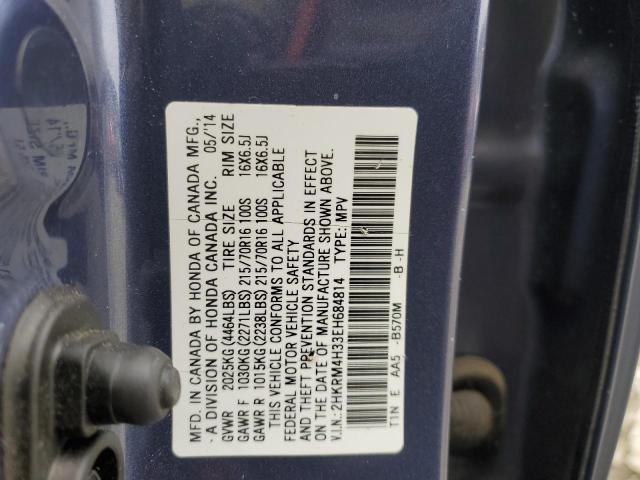 MFD. IN CANADA BY HONDA OF CANADA MFG.,
- A DIVISION OF HONDA CANADA INC. 05/'14
GVWR 2025KG(4464LBS) TIRE SIZE RIM SIZE
GAWR F 1030KG(2271LBS) 215/70R16 100S 16X6.5J
GAWR R 1015KG(2238LBS) 215/70R16 100S 16X6.5J
THIS VEHICLE CONFORMS TO ALL APPLICABLE
FEDERAL MOTOR VEHICLE SAFETY
AND THEFT PREVENTION STANDARDS IN EFFECT
ON THE DATE OF MANUFACTURE SHOWN ABOVE.
V.I.N.:2HKRM4H33EH684814 TYPE: MPV
T1N E AA5 -B570M -B -H